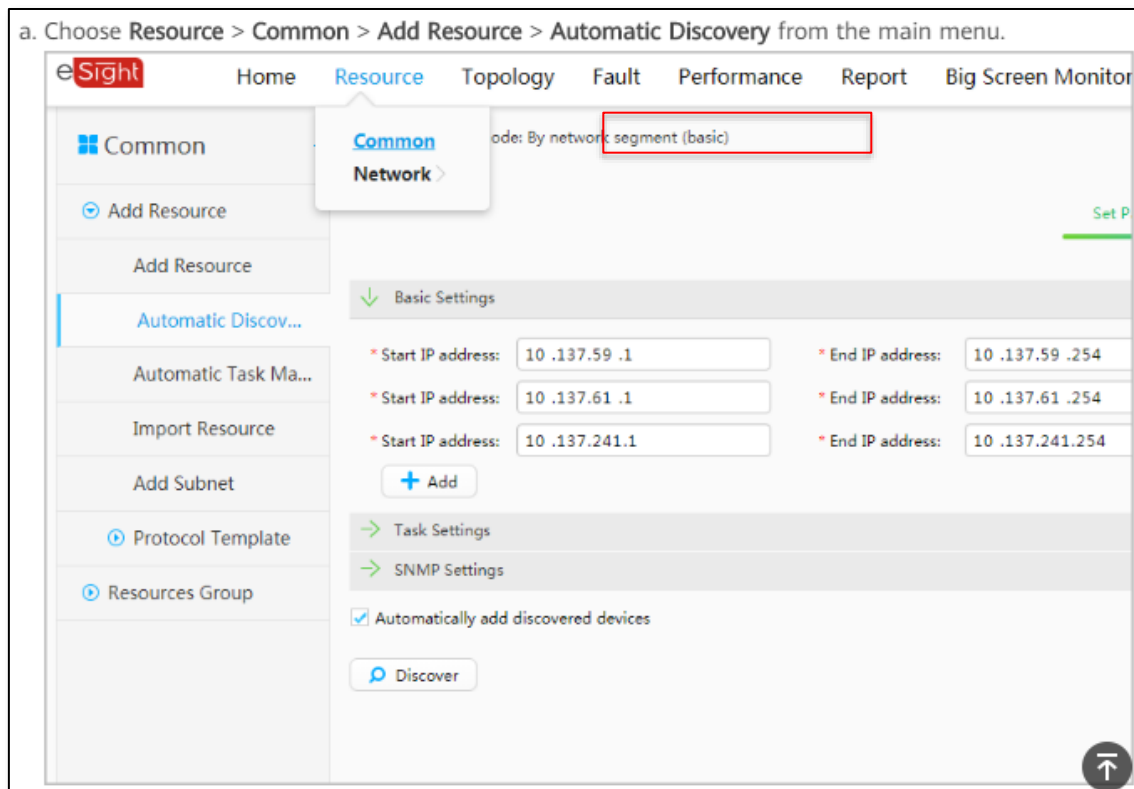 a. Choose Resource > Common > Add Resource > Automatic Discovery from the main menu.
eSight Home Resource Topology Fault Performance Report Big Screen Monitor
Common
Network
ode: By network segment (basic)
Common
Add Resource
Set P
Add Resource
Basic Settings
Automatic Discov...
* Start IP address: 10 .137.59 .1 * End IP address: 10 .137.59 .254
Automatic Task Ma...
* Start IP address: 10 .137.61 .1 * End IP address: 10 .137.61 .254
Import Resource
* Start IP address: 10 .137.241.1 * End IP address: 10 .137.241.254
Add Subnet
+ Add
Protocol Template
Task Settings
SNMP Settings
Resources Group
Automatically add discovered devices
Discover